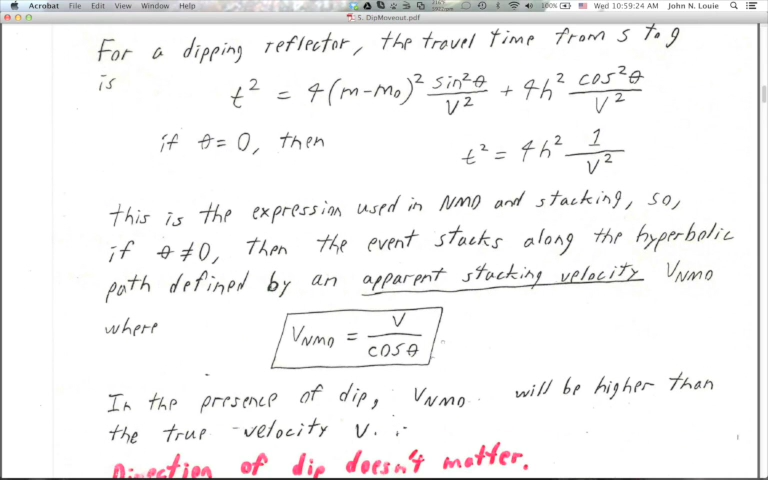 Acrobat File Edit View Window Help
100% Wed 10:59:24 AM John N. Louie
5. DipMoveout.pdf
For a dipping reflector, the travel time from s to g
is
t² = 4(m-m₀)² sin²θ/V² + 4h² cos²θ/V²
if θ=0, then
t² = 4h² 1/V²
this is the expression used in NMO and stacking, so,
if θ≠0, then the event stacks along the hyperbolic
path defined by an apparent stacking velocity VNMO
where
VNMO = V/cosθ
In the presence of dip, VNMO will be higher than
the true velocity V.
Direction of dip doesn't matter.